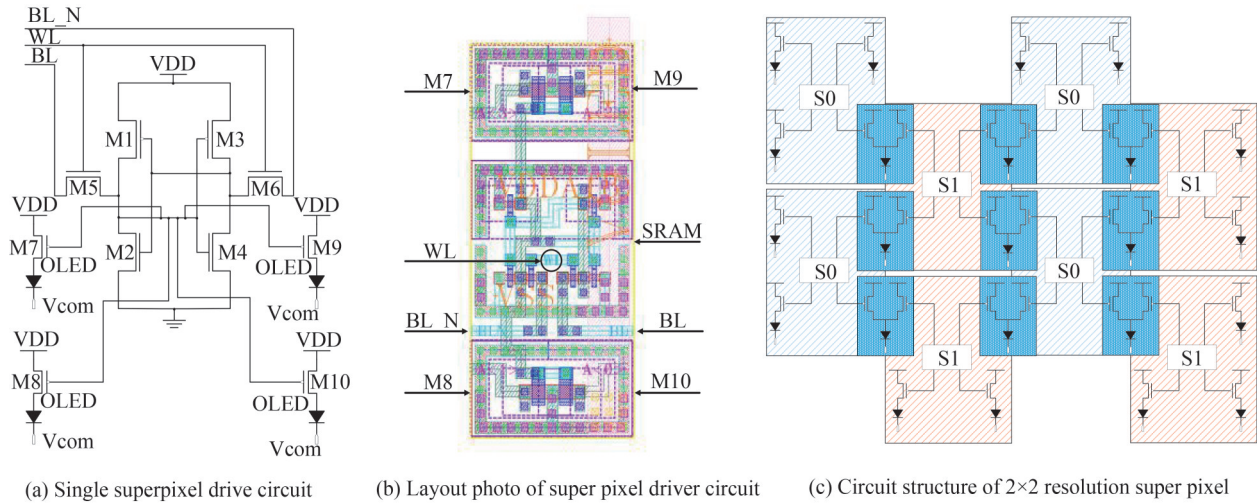 BL_N
WL
BL
VDD
M1
M3
M5
M6
VDD
VDD
M7
M2
M4
M9
OLED
OLED
Vcom
Vcom
VDD
VDD
M8
M10
OLED
OLED
Vcom
Vcom
(a) Single superpixel drive circuit
M7
M9
SRAM
WL
VSS
BL_N
BL
M8
M10
(b) Layout photo of super pixel driver circuit
S0
S0
S1
S1
S0
S0
S1
S1
(c) Circuit structure of 2×2 resolution super pixel